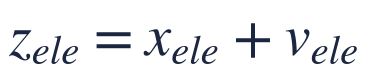 z_ele = x_ele + v_ele